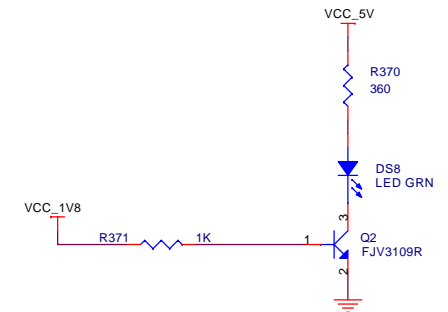 VCC_5V
R370
360
DS8
LED GRN
VCC_1V8
R371
1K
1
3
Q2
FJV3109R
2